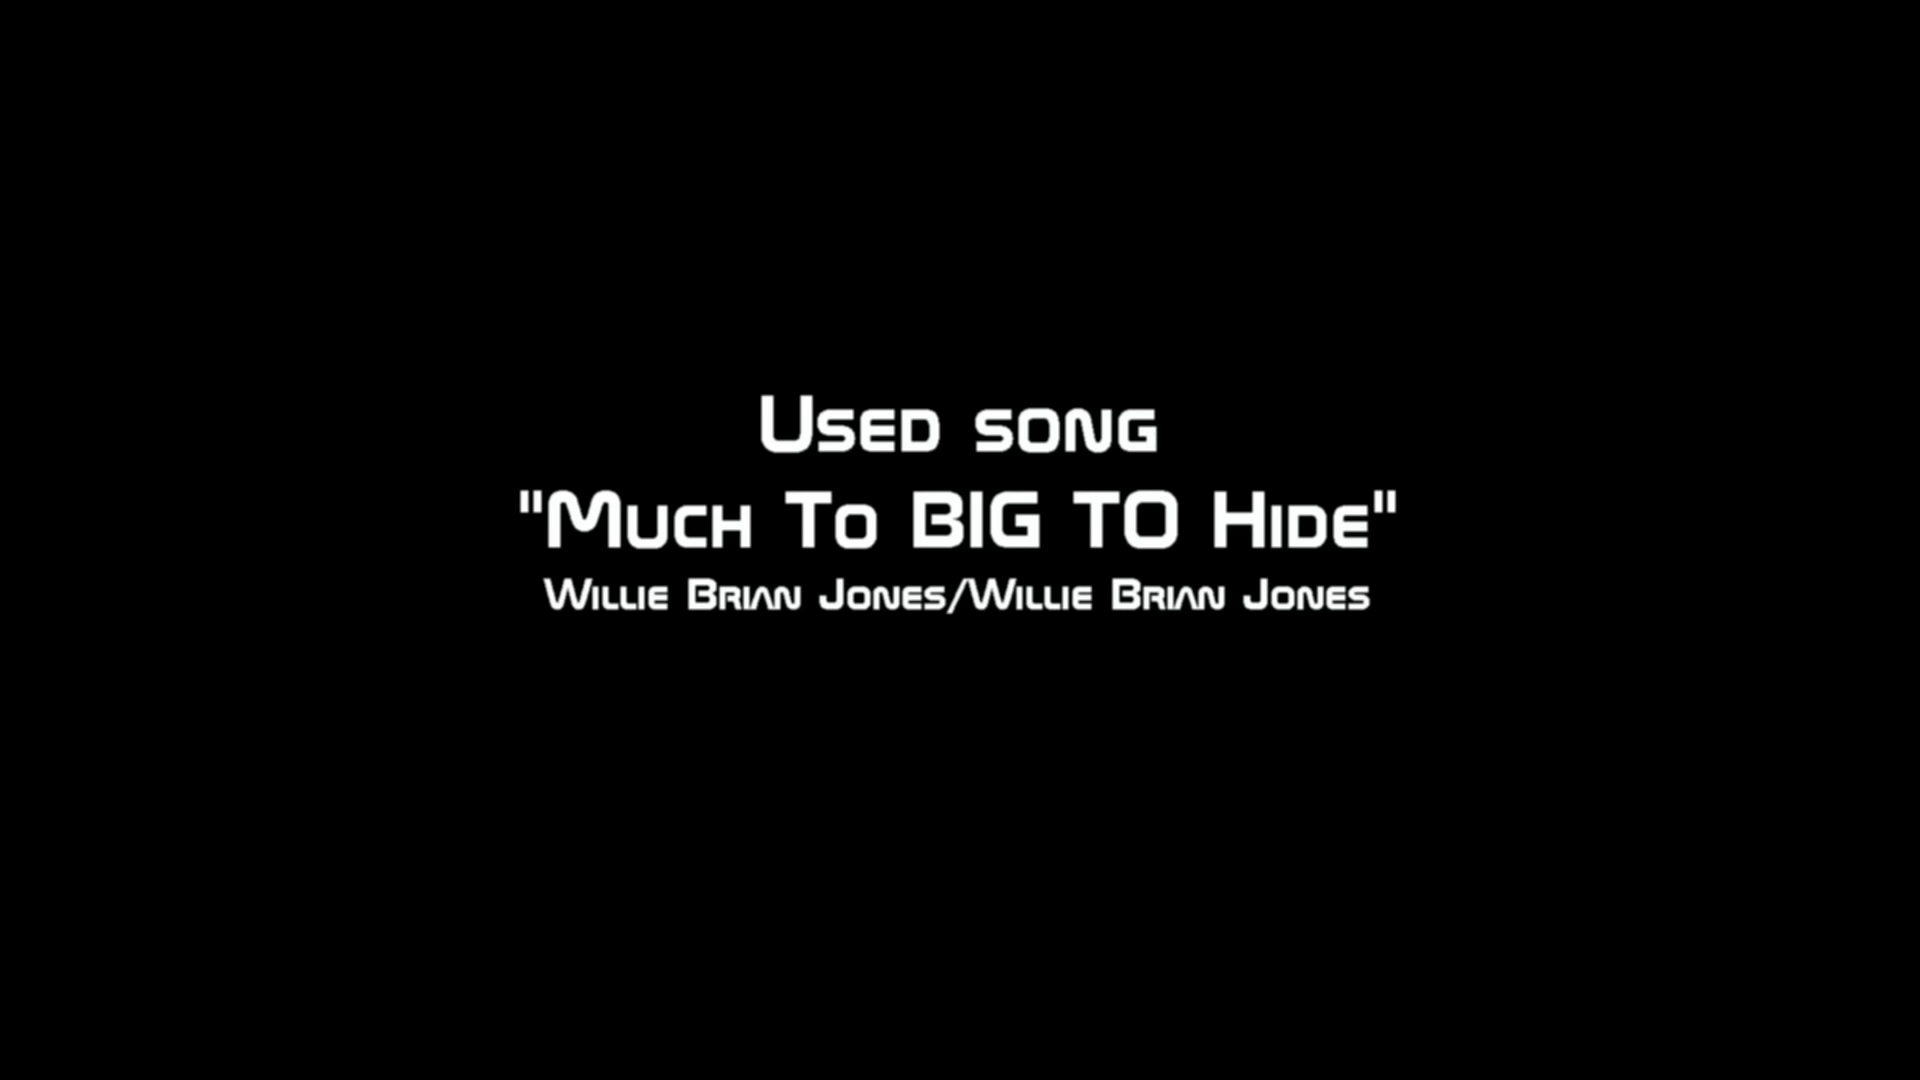 Used song
"Much To BIG TO Hide"
Willie Brian Jones/Willie Brian Jones